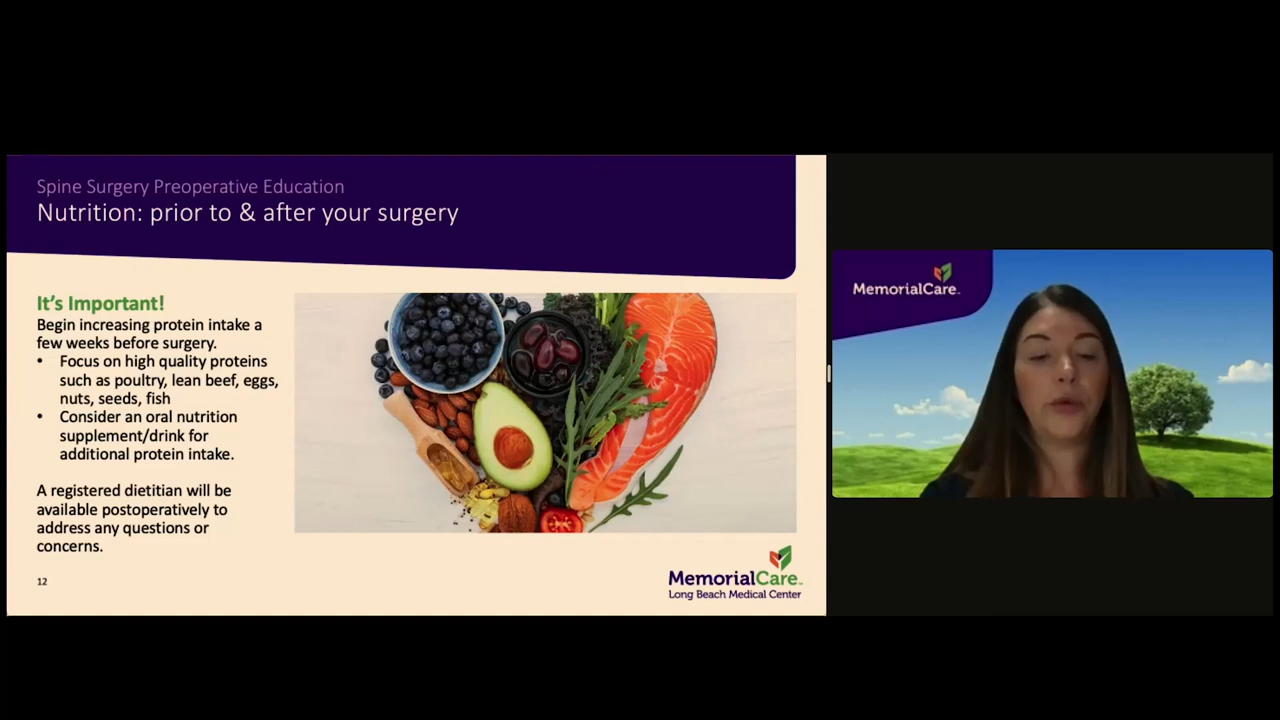 Spine Surgery Preoperative Education
Nutrition: prior to & after your surgery
It's Important!
Begin increasing protein intake a
few weeks before surgery.
• Focus on high quality proteins
such as poultry, lean beef, eggs,
nuts, seeds, fish
• Consider an oral nutrition
supplement/drink for
additional protein intake.
A registered dietitian will be
available postoperatively to
address any questions or
concerns.
12
MemorialCare™
Long Beach Medical Center
MemorialCare™